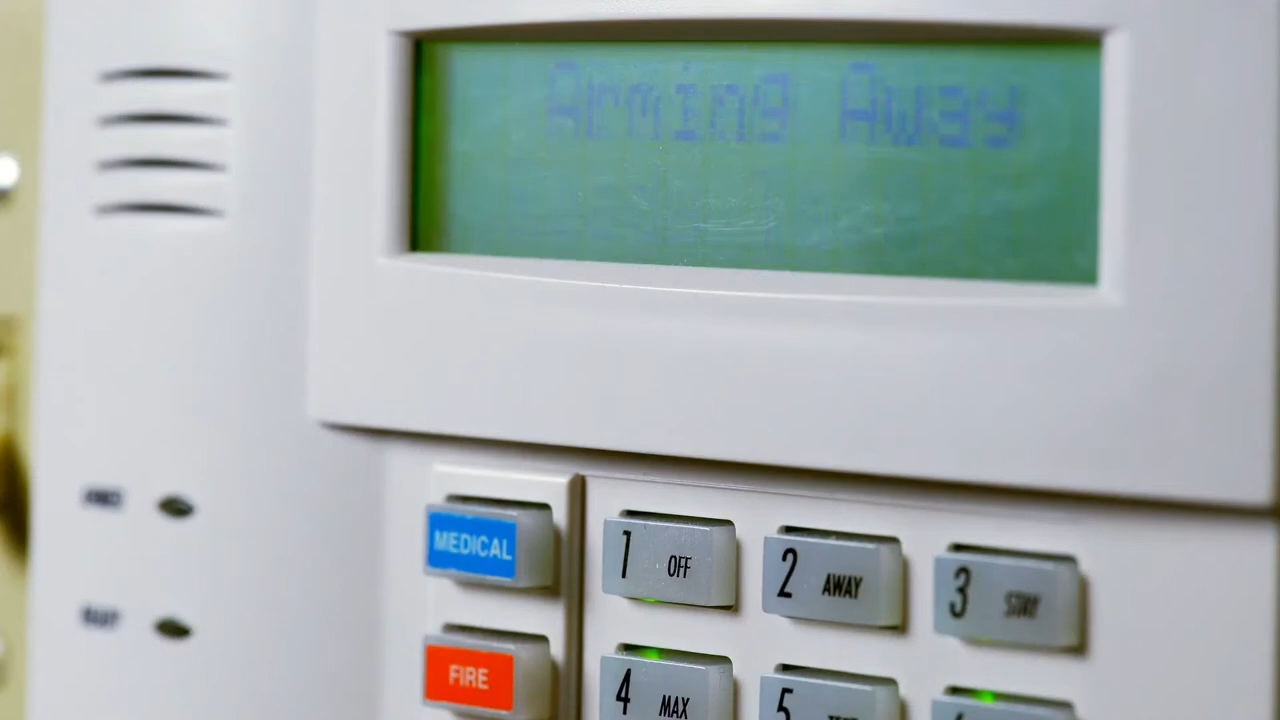 Arming Away
MEDICAL
1 OFF
2 AWAY
3 STAY
FIRE
4 MAX
5